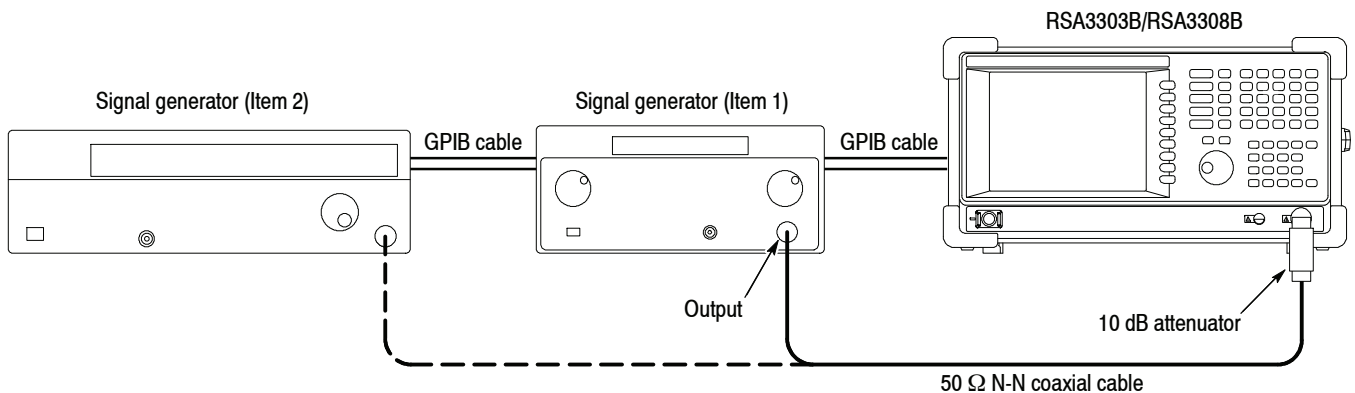 RSA3303B/RSA3308B
Signal generator (Item 2)
Signal generator (Item 1)
GPIB cable
GPIB cable
Output
10 dB attenuator
50 Ω N-N coaxial cable